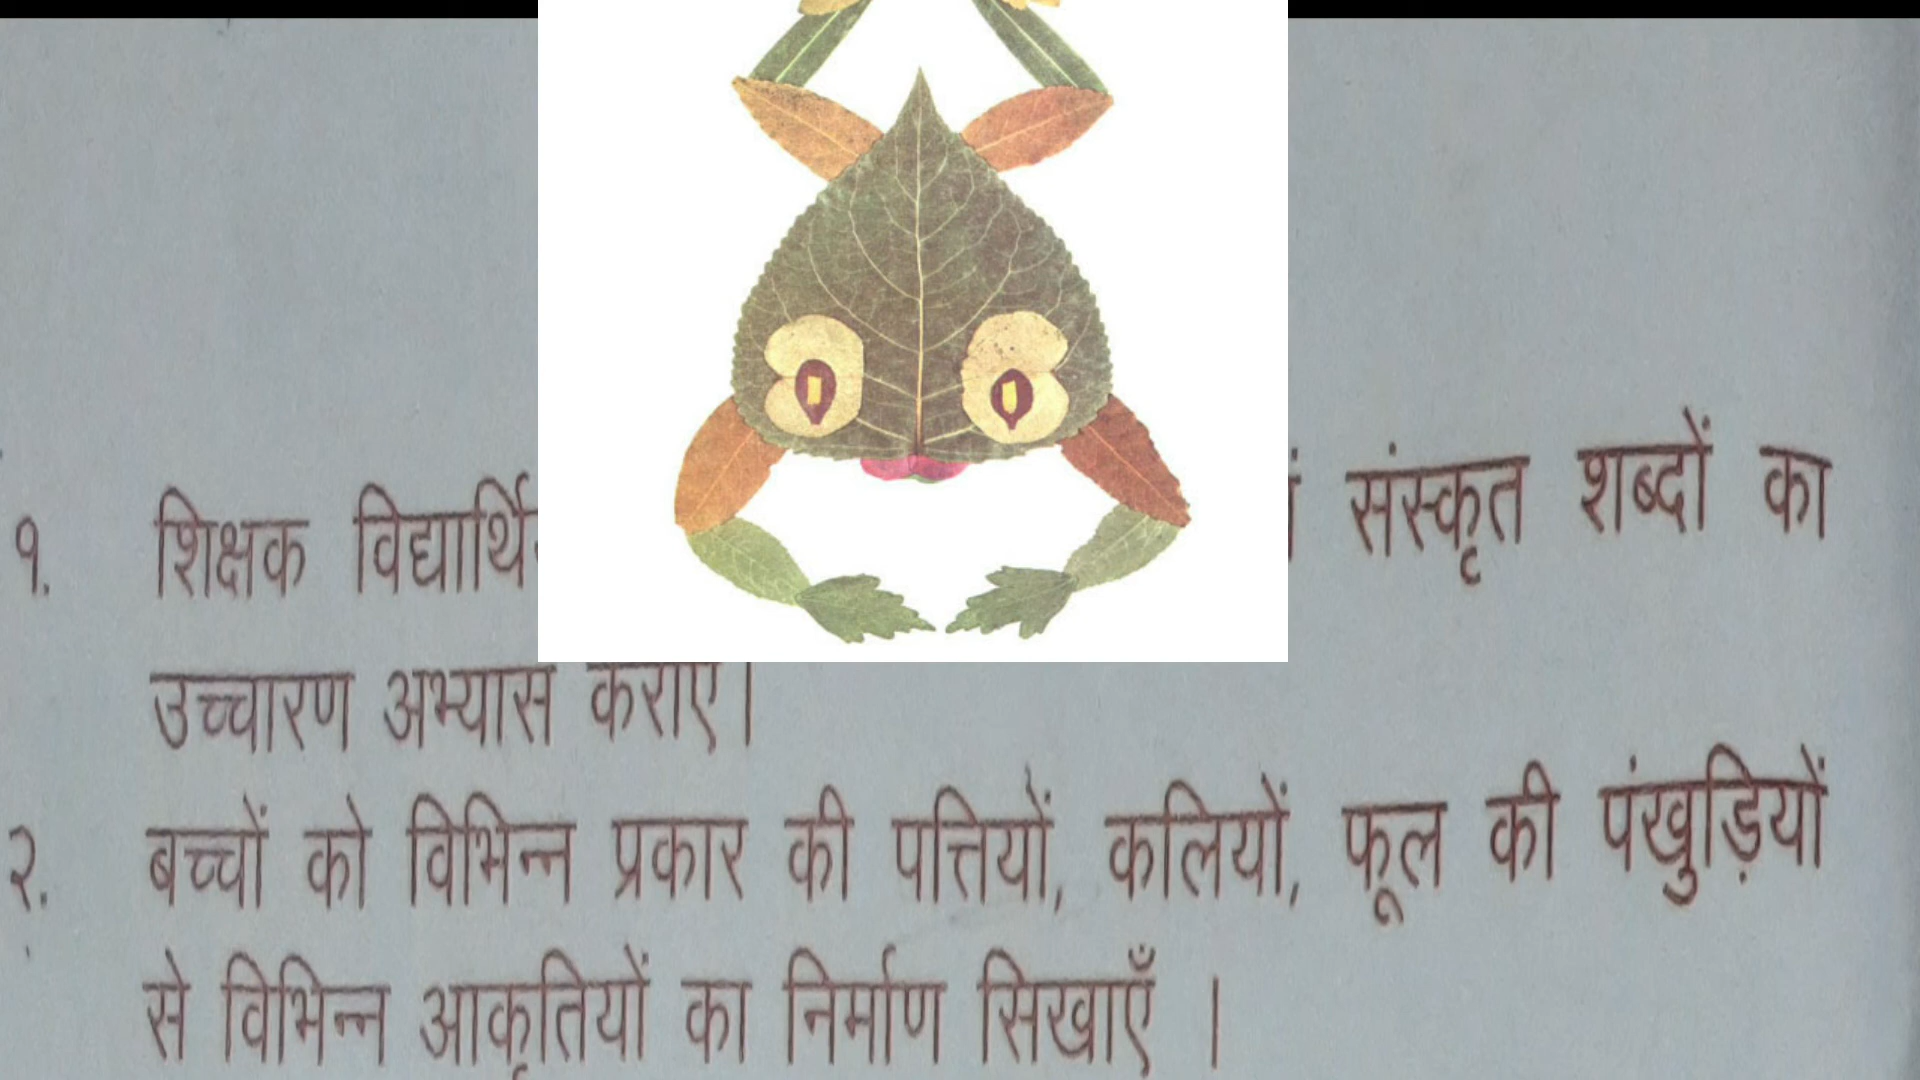 १. शिक्षक संस्कृत शब्दों का
उच्चारण अभ्यास कराएं।
२. बच्चों को विभिन्न प्रकार की पत्तियों, कलियों, फूल की पंखुड़ियों
से विभिन्न आकृतियों का निर्माण सिखाएँ ।